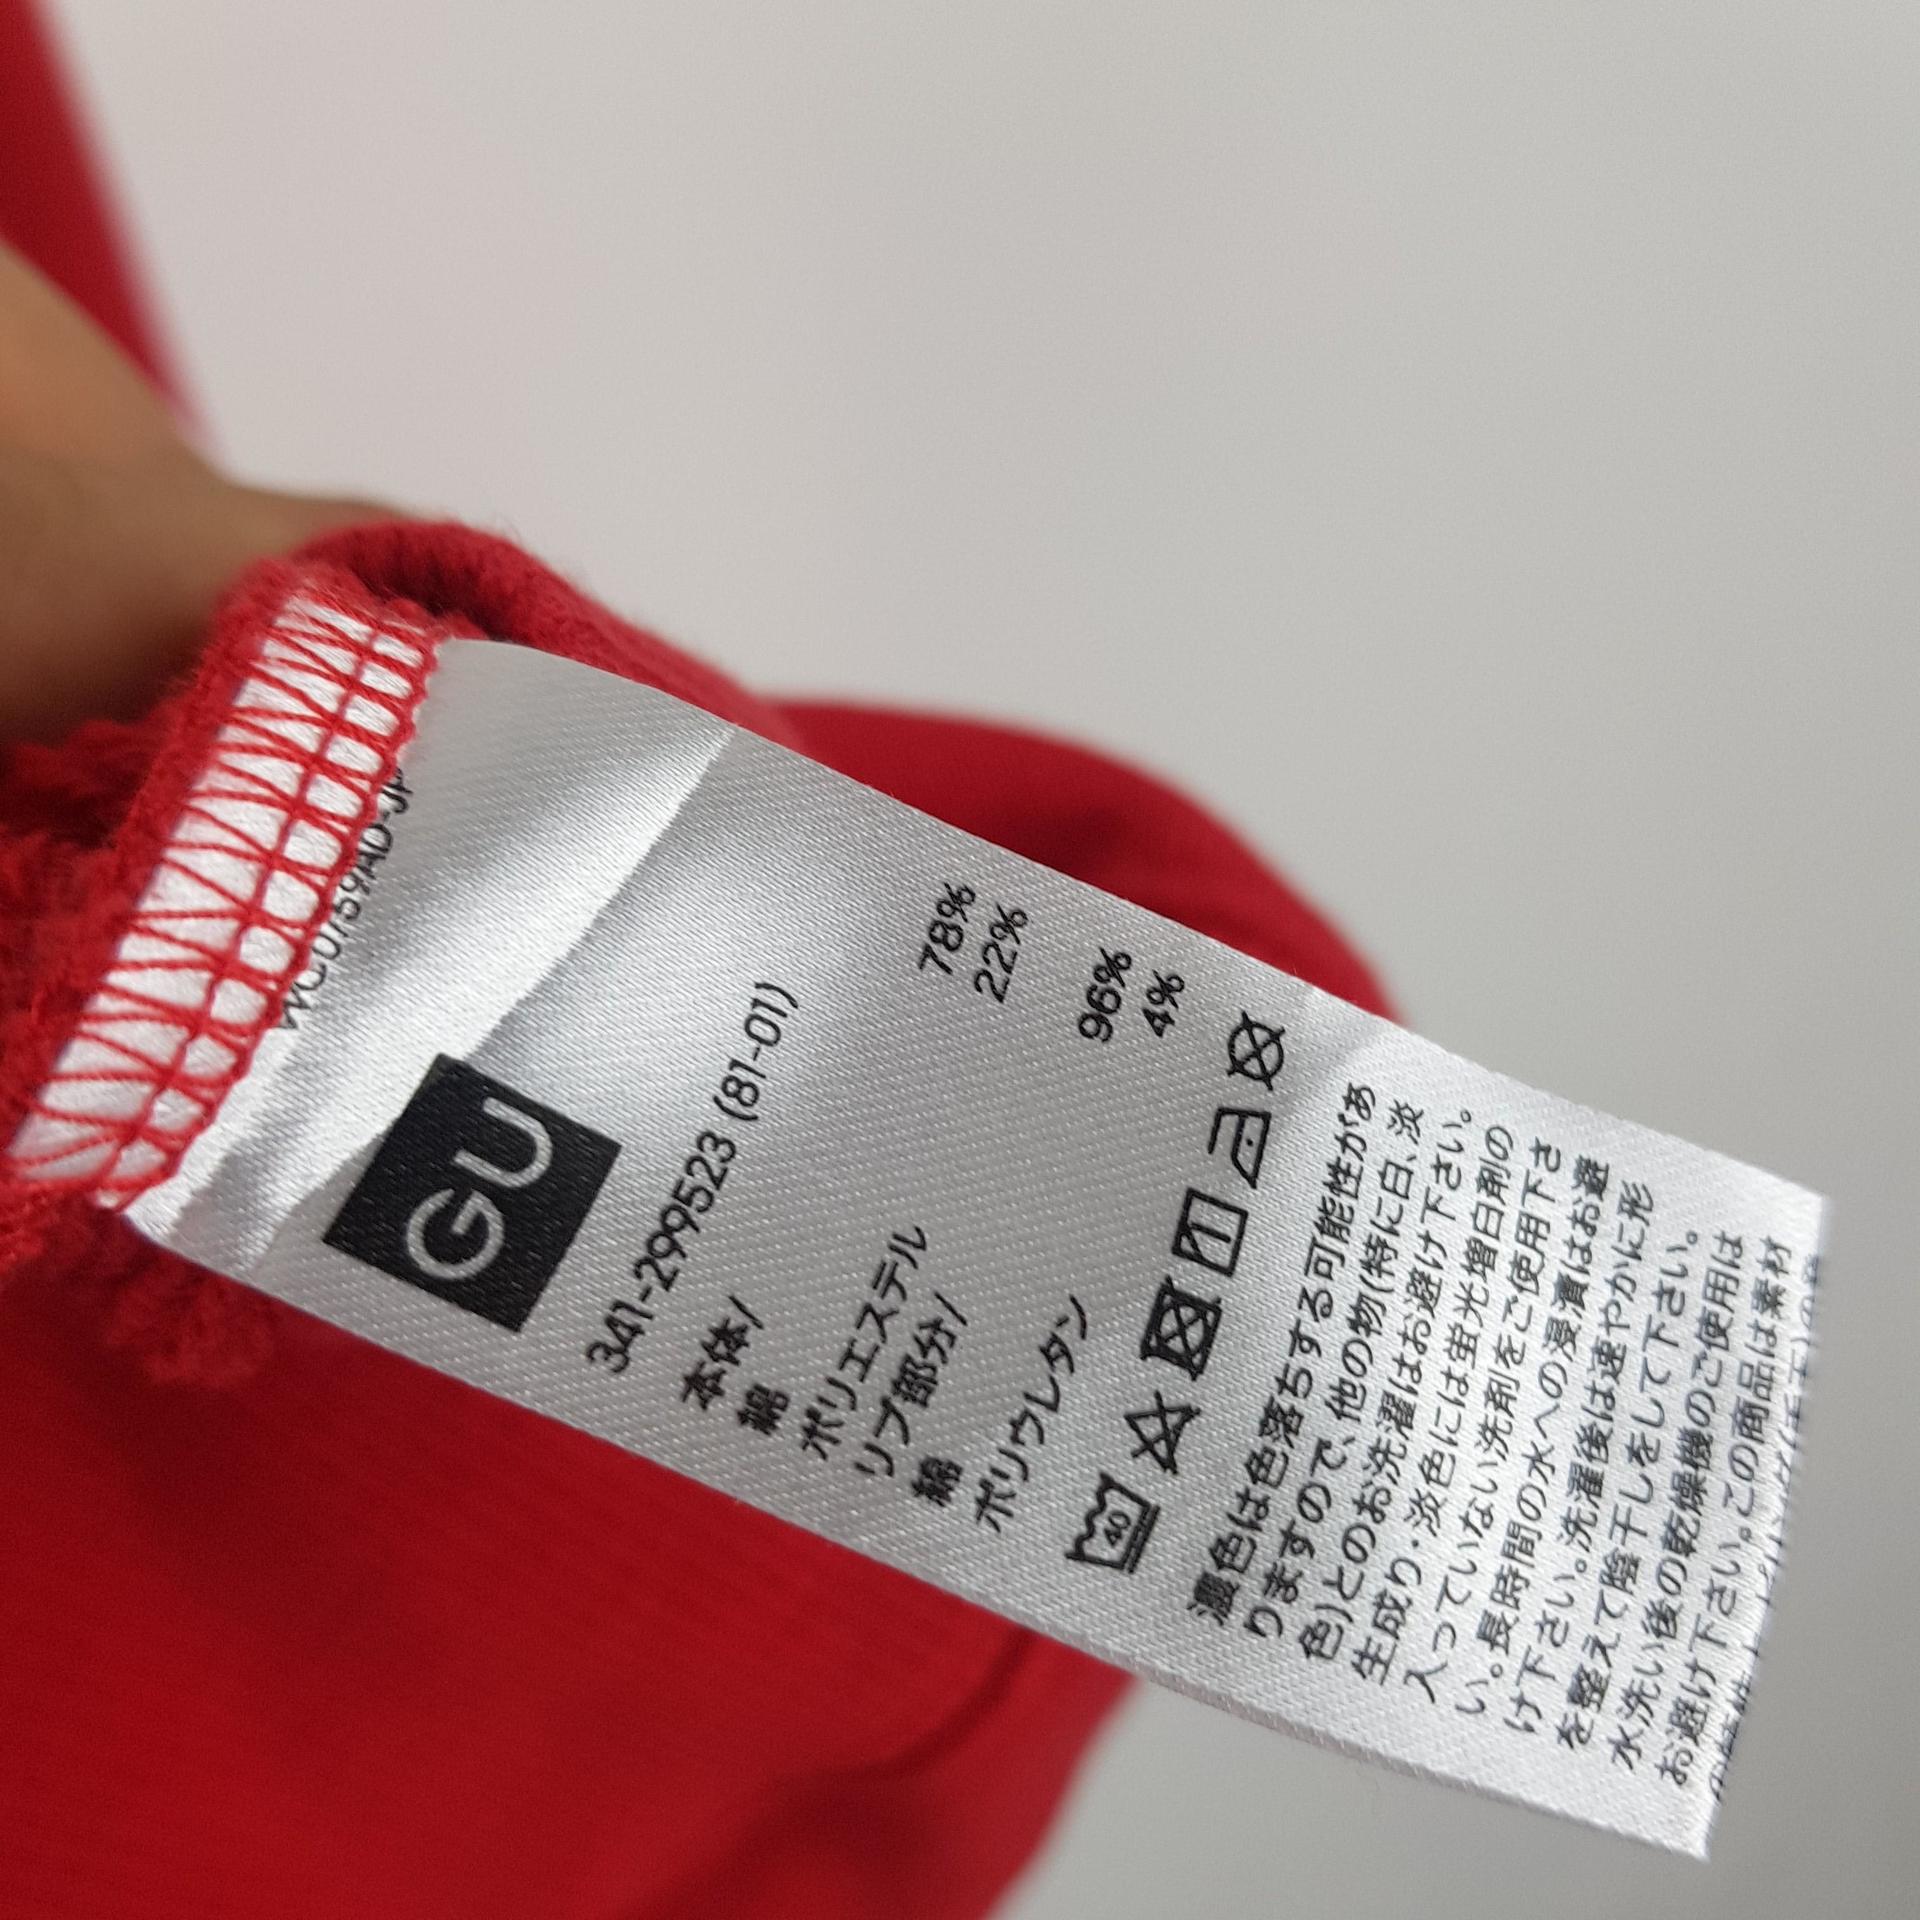 GU
341-299523 (81-01)
本体/
綿 78%
ポリエステル 22%
リブ部分/
綿 96%
ポリウレタン 4%
40
濃色は色落ちする可能性があ
りますので、他の物(特に白、淡
色)とのお洗濯はお避け下さい。
生成り・淡色には蛍光増白剤の
入っていない洗剤をご使用下さ
い。長時間の水への浸漬はお避
け下さい。洗濯後は速やかに形
を整えて陰干しをして下さい。
水洗い後の乾燥機のご使用は
お避け下さい。この商品は素材